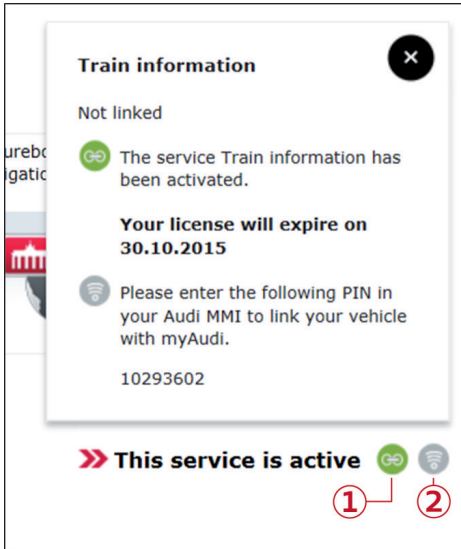 Train information
Not linked
The service Train information has
been activated.
Your license will expire on
30.10.2015
Please enter the following PIN in
your Audi MMI to link your vehicle
with myAudi.
10293602
This service is active
1
2